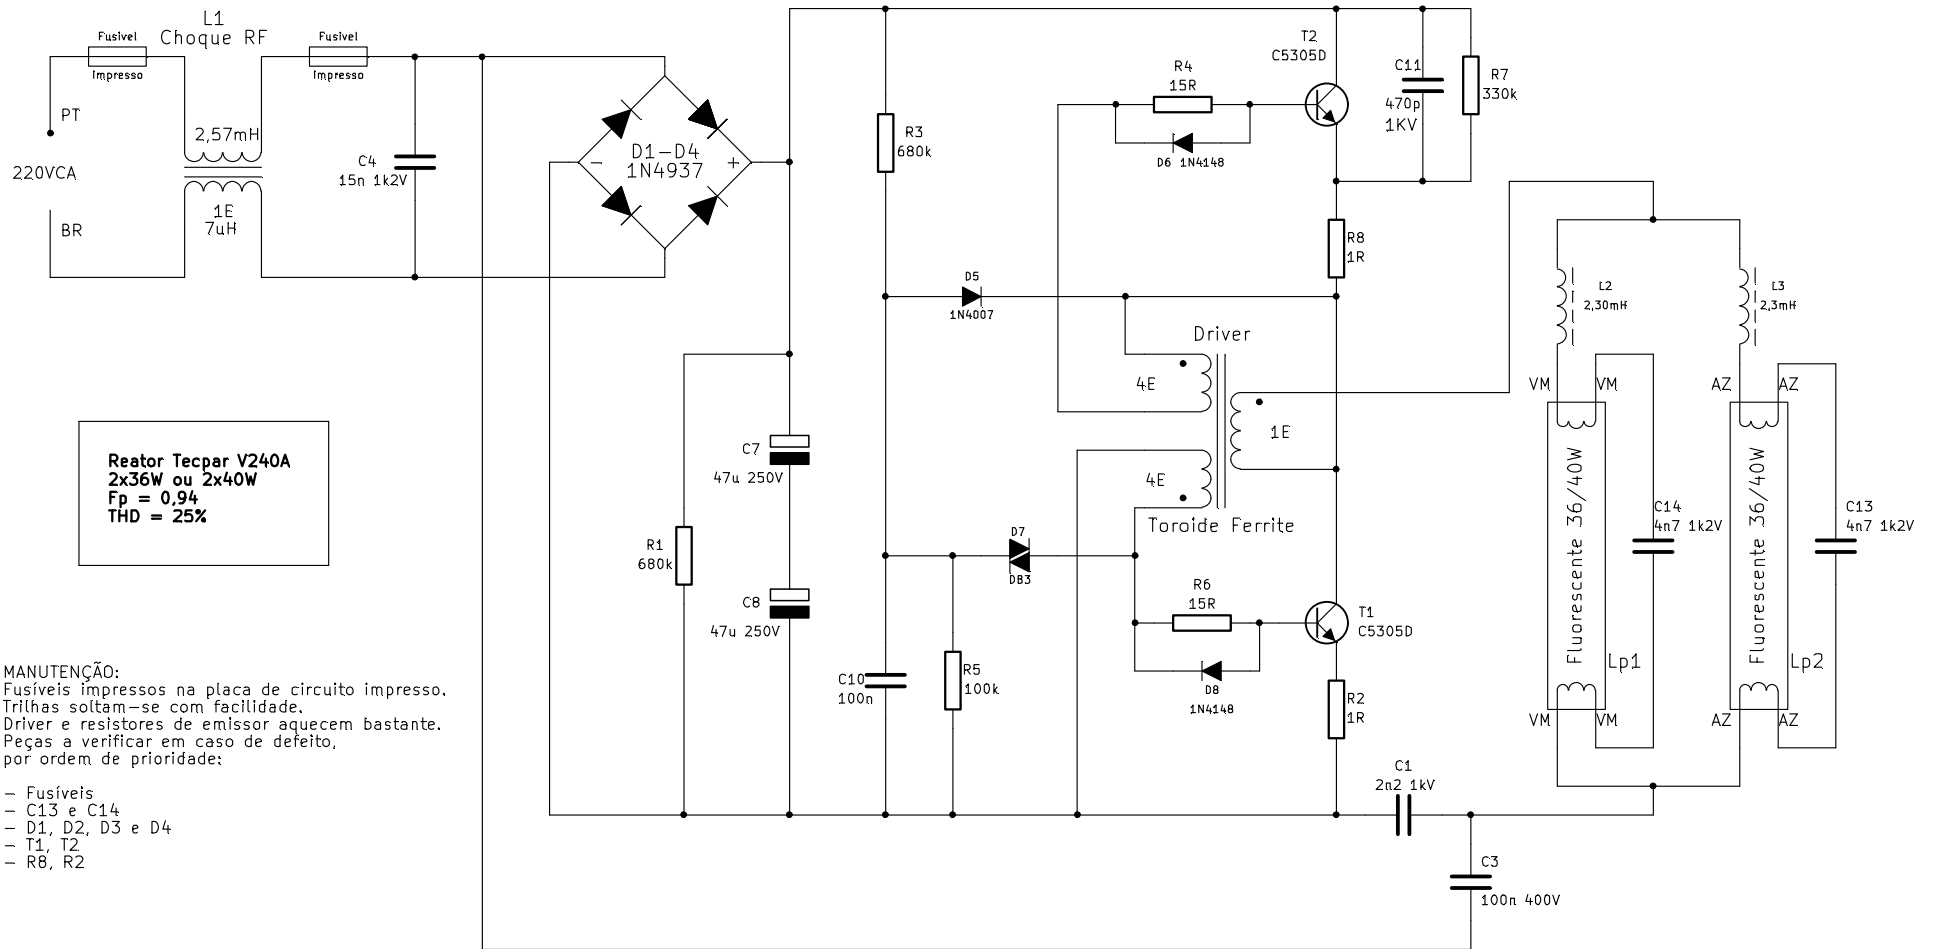 L1
Choque RF
Fusivel
Impresso
Fusivel
Impresso
PT
220VCA
BR
2,57mH
1E
7uH
C4
15n 1k2V
D1-D4
1N4937
-
+
R3
680k
R4
15R
D6 1N4148
T2
C5305D
C11
470p
1KV
R7
330k
R8
1R
D5
1N4007
Driver
4E
1E
4E
Toroide Ferrite
L2
2,30mH
L3
2,3mH
VM
VM
AZ
AZ
Fluorescente 36/40W
Lp1
C14
4n7 1k2V
Fluorescente 36/40W
Lp2
C13
4n7 1k2V
VM
VM
AZ
AZ
Reator Tecpar V240A
2x36W ou 2x40W
Fp = 0,94
THD = 25%
C7
47u 250V
R1
680k
C8
47u 250V
D7
DB3
R6
15R
D8
1N4148
T1
C5305D
C10
100n
R5
100k
R2
1R
C1
2n2 1kV
C3
100n 400V
MANUTENÇÃO:
Fusíveis impressos na placa de circuito impresso.
Trilhas soltam-se com facilidade.
Driver e resistores de emissor aquecem bastante.
Peças a verificar em caso de defeito,
por ordem de prioridade:
- Fusíveis
- C13 e C14
- D1, D2, D3 e D4
- T1, T2
- R8, R2